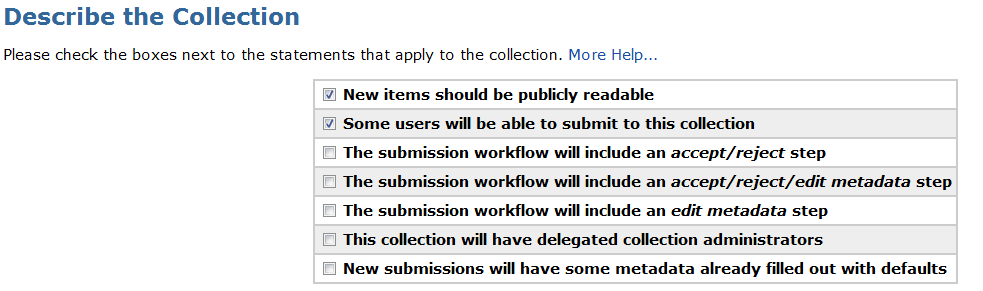 Describe the Collection
Please check the boxes next to the statements that apply to the collection. More Help...
New items should be publicly readable
Some users will be able to submit to this collection
The submission workflow will include an accept/reject step
The submission workflow will include an accept/reject/edit metadata step
The submission workflow will include an edit metadata step
This collection will have delegated collection administrators
New submissions will have some metadata already filled out with defaults